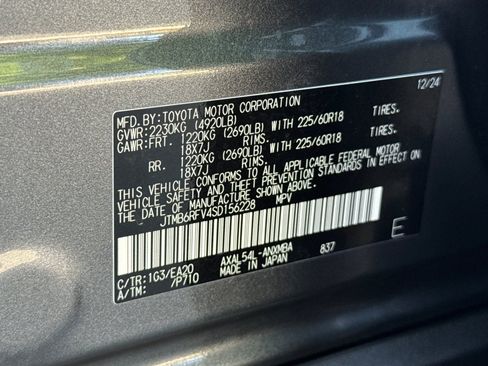 12/24
MFD.BY:TOYOTA MOTOR CORPORATION
GVWR:2230KG (4920LB)
GAWR:FRT. 1220KG (2690LB) WITH 225/60R18 TIRES.
18X7J RIMS.
RR. 1220KG (2690LB) WITH 225/60R18 TIRES.
18X7J RIMS.
THIS VEHICLE CONFORMS TO ALL APPLICABLE FEDERAL MOTOR
VEHICLE SAFETY AND THEFT PREVENTION STANDARDS IN
EFFECT ON THE DATE OF MANUFACTURE SHOWN ABOVE.
JTMB6RFV4SD156228 MPV
E
C/TR:1G3/EA20 AXAL54L-ANXMBA 837
A/TM: /P710 MADE IN JAPAN